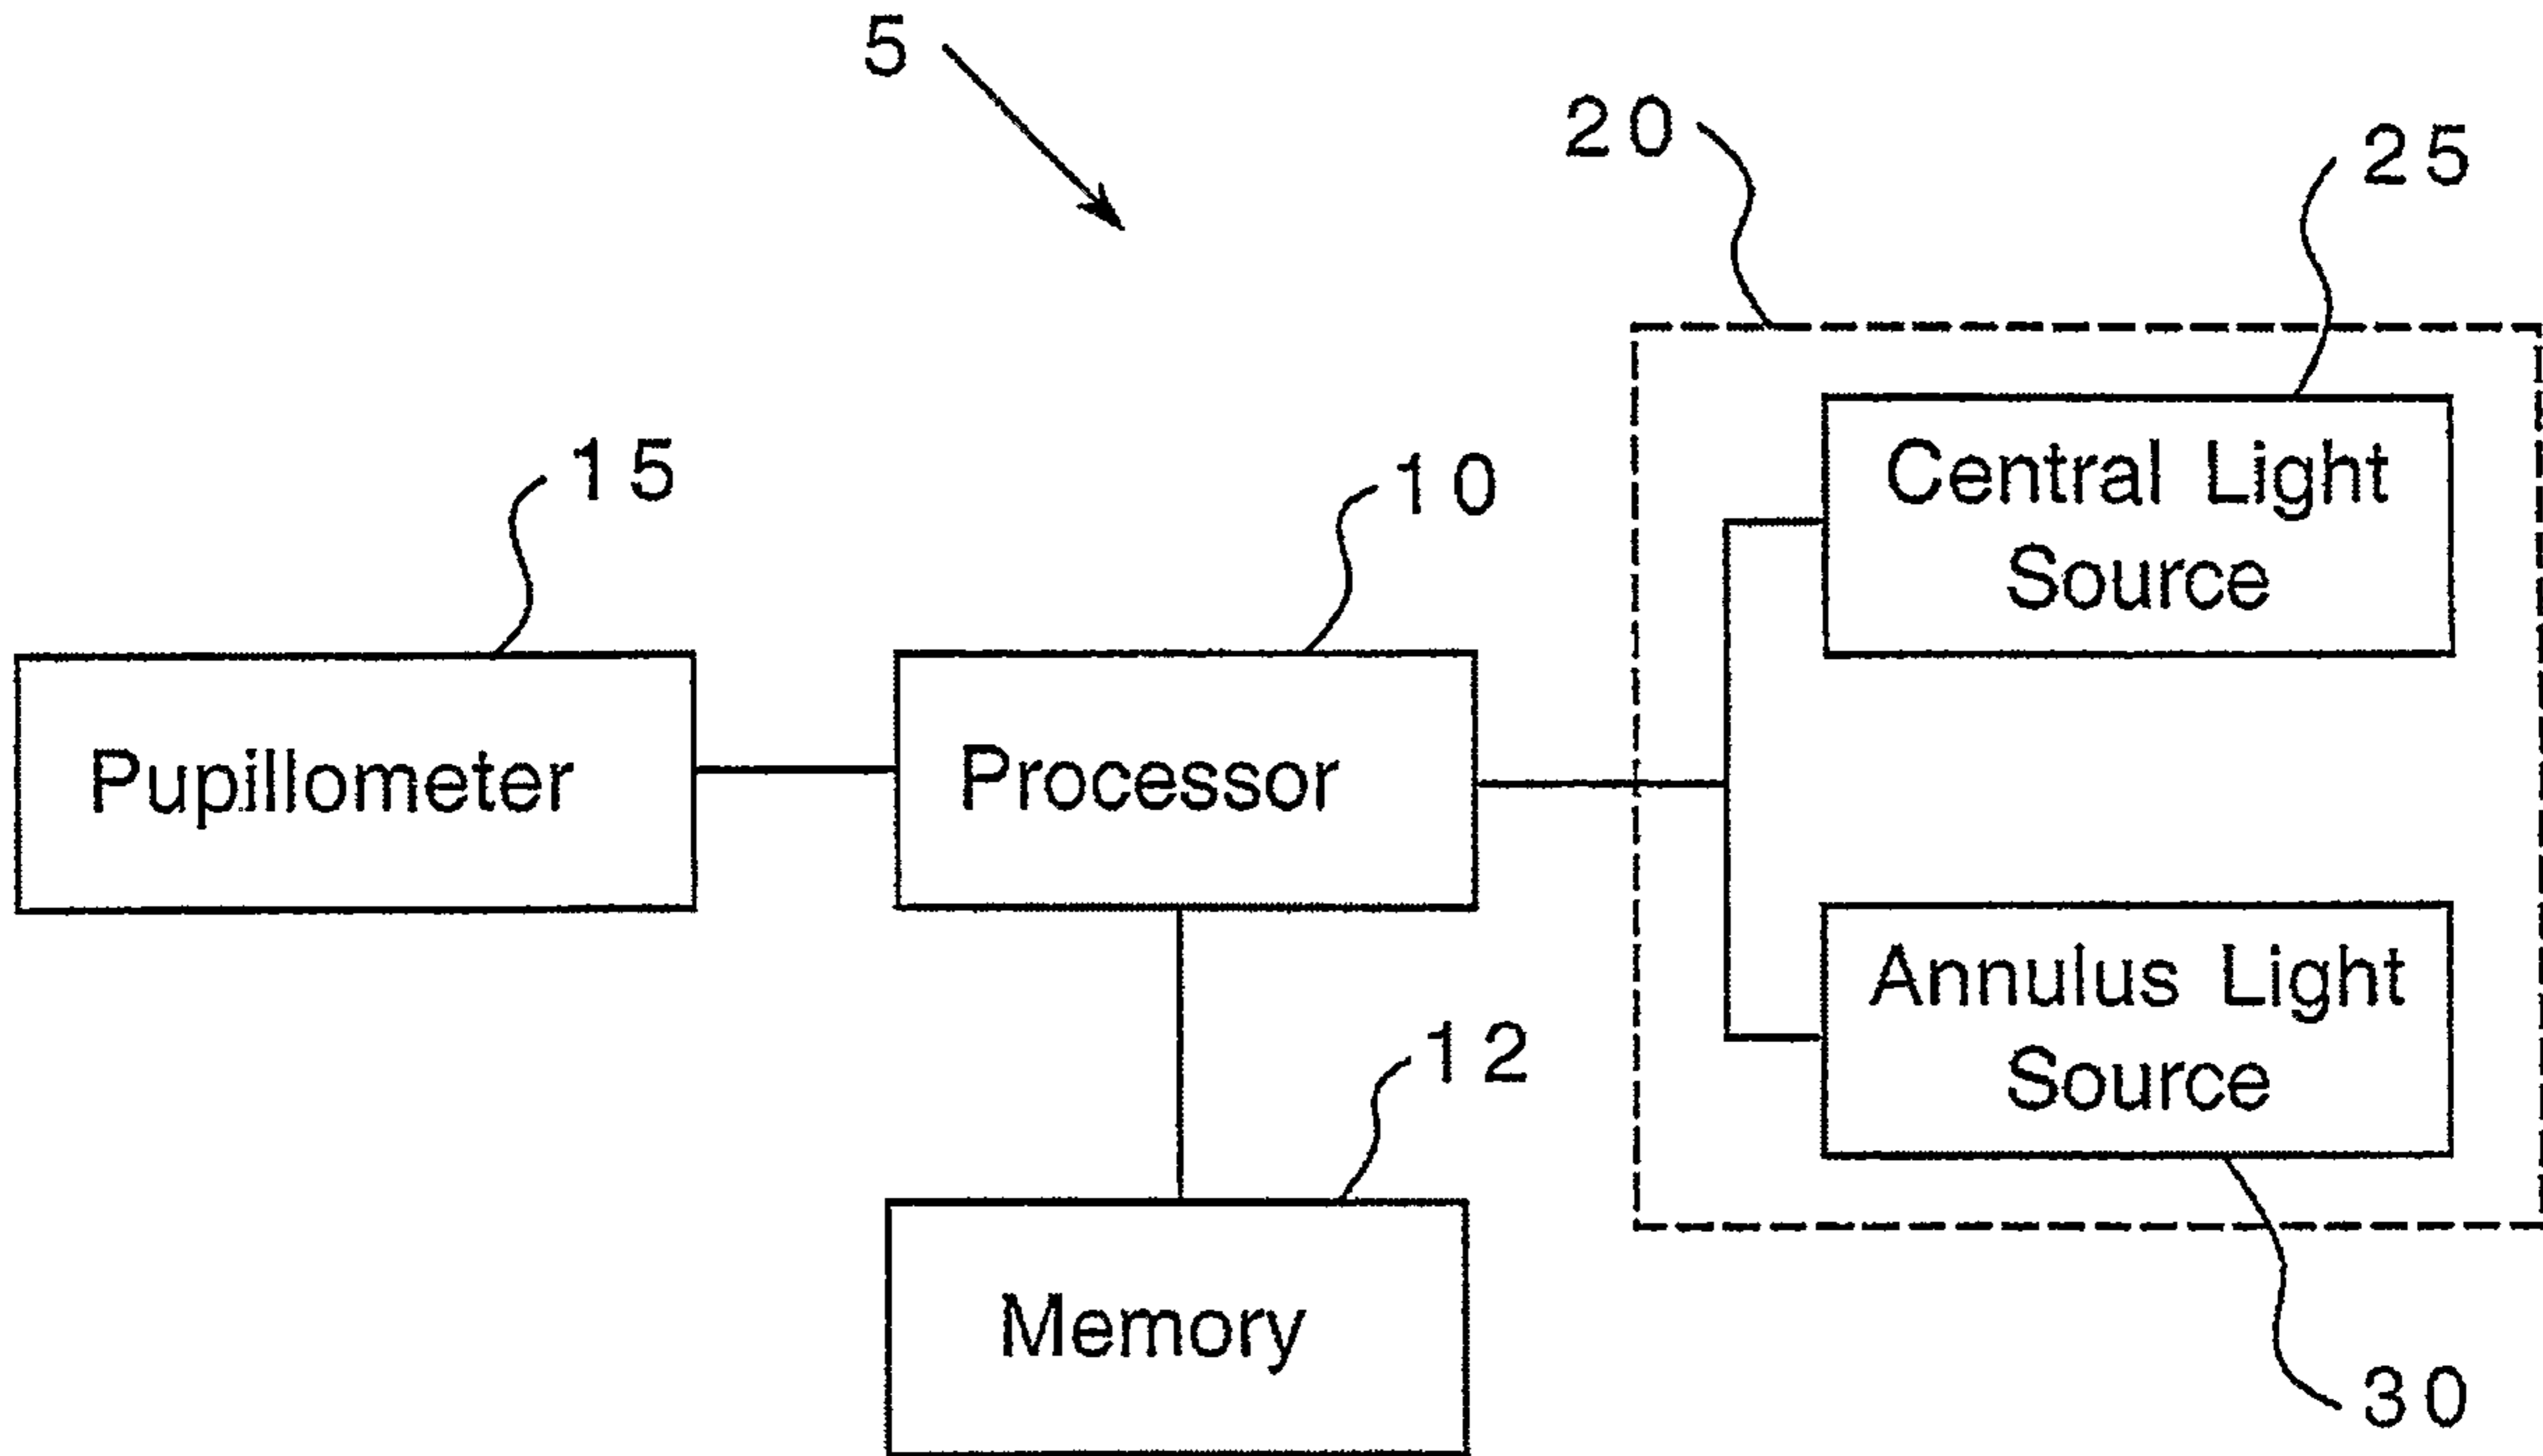 5
20
25
Central Light
Source
15
10
Pupillometer
Processor
Annulus Light
Source
12
Memory
30